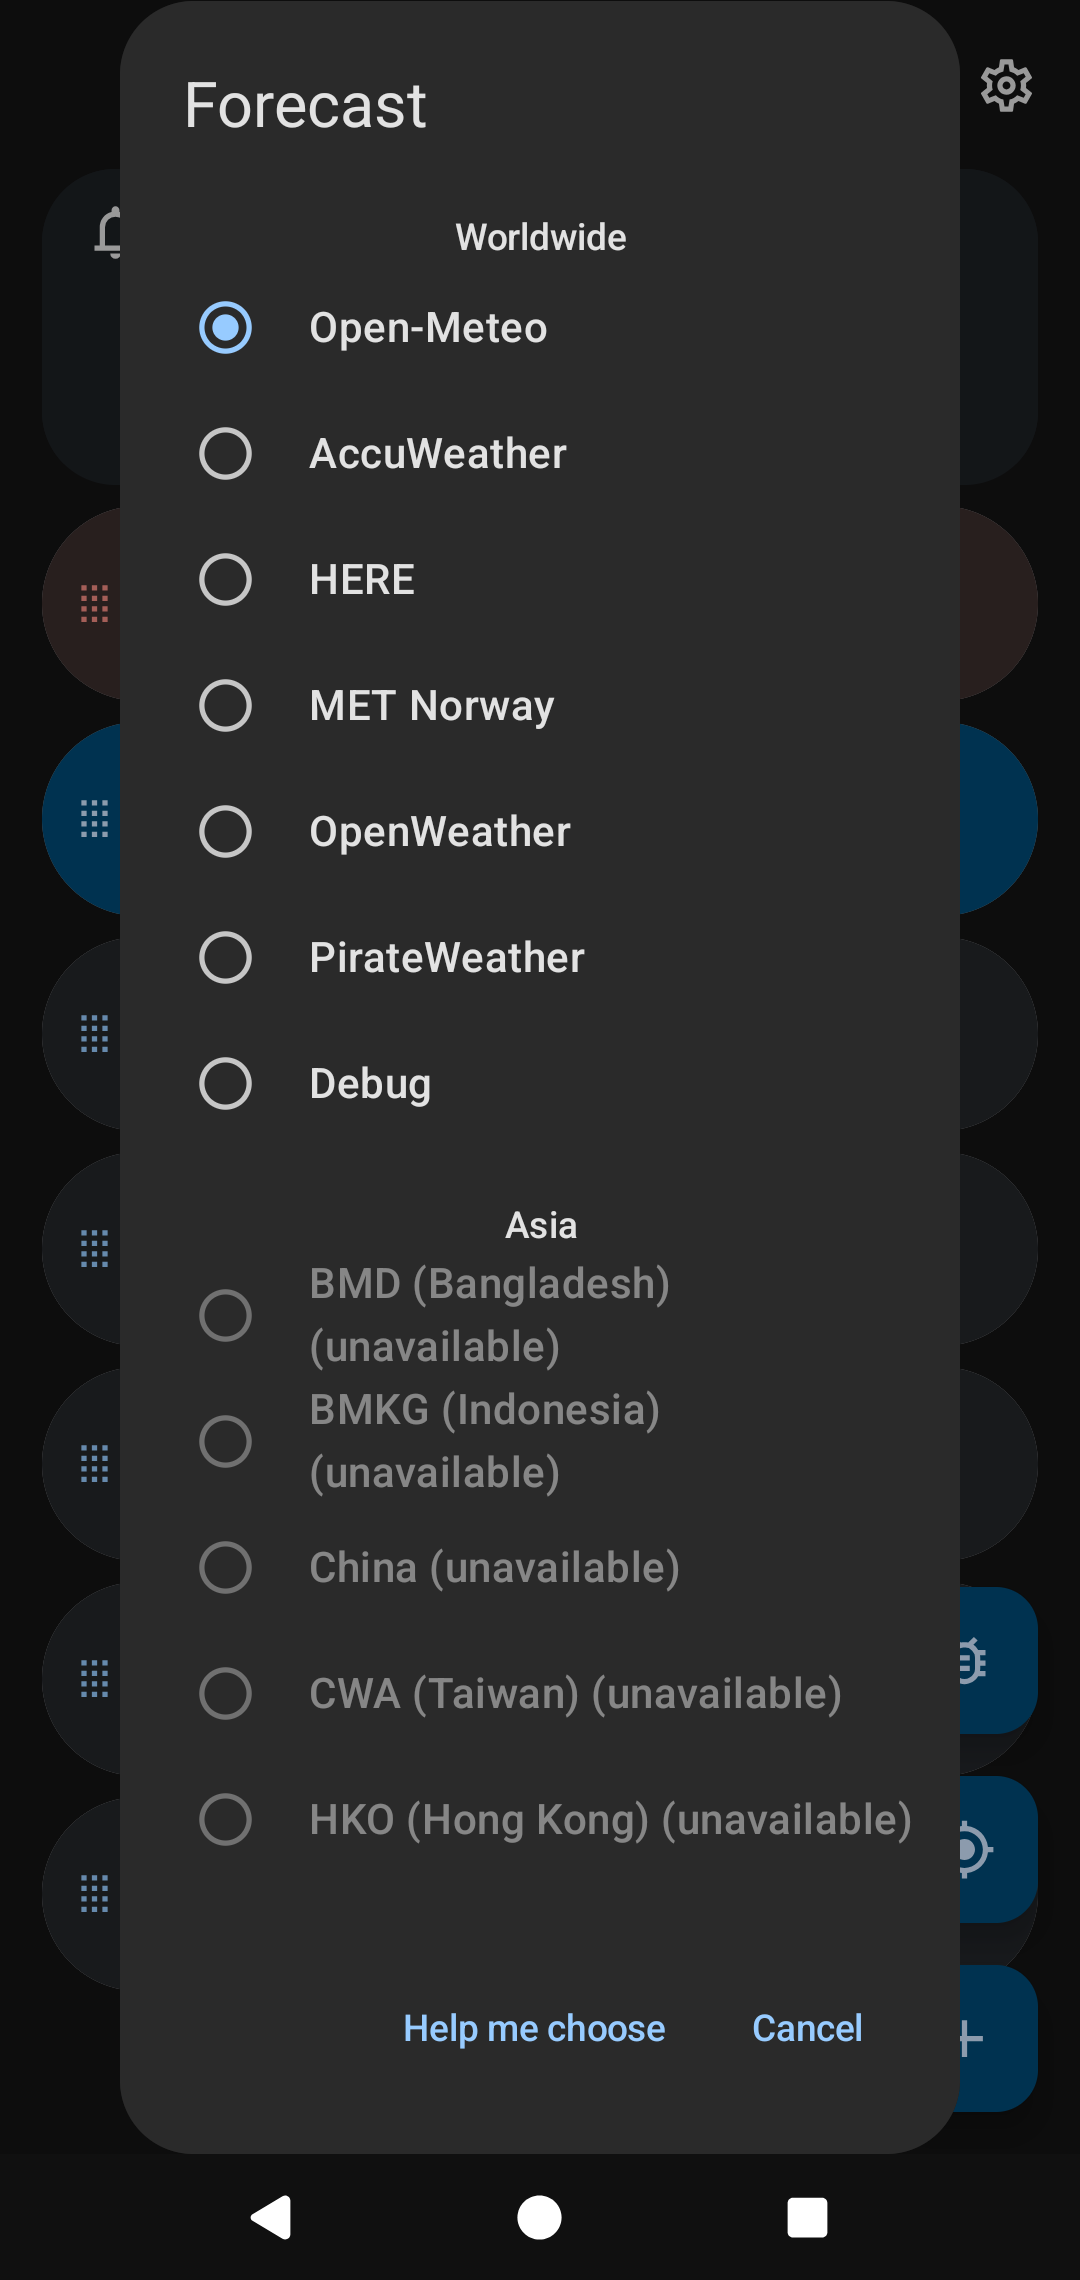 Forecast
Worldwide
Open-Meteo
AccuWeather
HERE
MET Norway
OpenWeather
PirateWeather
Debug
Asia
BMD (Bangladesh)
(unavailable)
BMKG (Indonesia)
(unavailable)
China (unavailable)
CWA (Taiwan) (unavailable)
HKO (Hong Kong) (unavailable)
Help me choose
Cancel